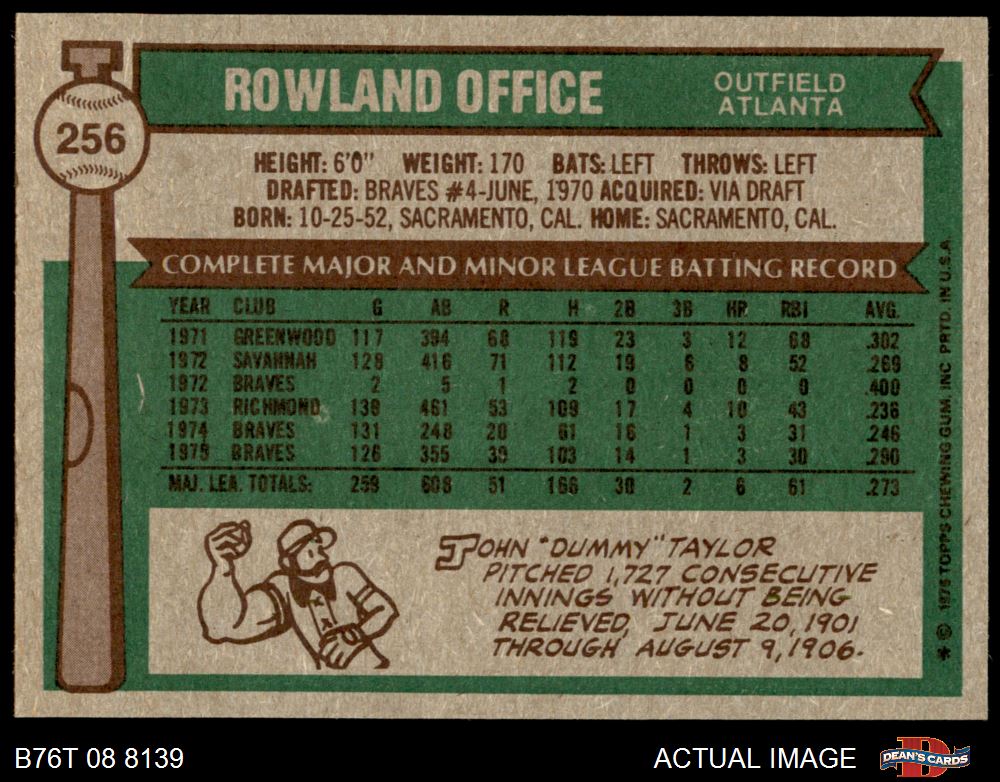 256
ROWLAND OFFICE
OUTFIELD
ATLANTA
HEIGHT: 6'0" WEIGHT: 170 BATS: LEFT THROWS: LEFT
DRAFTED: BRAVES #4-JUNE, 1970 ACQUIRED: VIA DRAFT
BORN: 10-25-52, SACRAMENTO, CAL. HOME: SACRAMENTO, CAL.
COMPLETE MAJOR AND MINOR LEAGUE BATTING RECORD
YEAR CLUB G AB R H 2B 3B HR RBI AVG.
1971 GREENWOOD 117 394 68 119 23 3 12 68 .302
1972 SAVANNAH 128 416 71 112 19 6 8 52 .269
1972 BRAVES 2 5 1 2 0 0 0 0 .400
1973 RICHMOND 138 461 53 109 17 4 10 43 .236
1974 BRAVES 131 248 20 61 16 1 3 31 .246
1975 BRAVES 126 355 30 103 14 1 3 30 .290
MAJ. LEA. TOTALS: 259 608 51 166 30 2 6 61 .273
JOHN "DUMMY" TAYLOR
PITCHED 1,727 CONSECUTIVE
INNINGS WITHOUT BEING
RELIEVED, JUNE 20, 1901
THROUGH AUGUST 9, 1906.
* © 1976 TOPPS CHEWING GUM, INC PRTD. IN U.S.A.
B76T 08 8139
ACTUAL IMAGE
DEAN'S CARDS